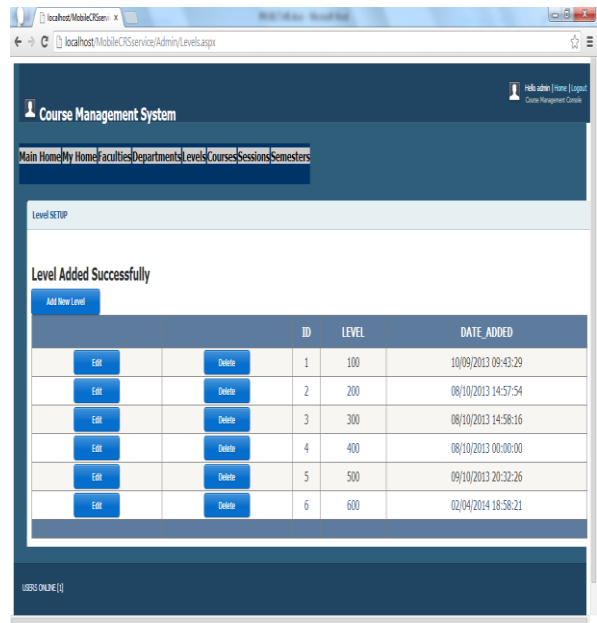 localhost/MobileCRSservi x
localhost/MobileCRSservice/Admin/Levels.aspx
Hello admin [Home | Logout
Course Management Console
Course Management System
Main Home My Home Faculties Departments Levels Courses Sessions Semesters
Level SETUP
Level Added Successfully
Add New Level
ID LEVEL DATE_ADDED
Edit Delete 1 100 10/09/2013 09:43:29
Edit Delete 2 200 08/10/2013 14:57:54
Edit Delete 3 300 08/10/2013 14:58:16
Edit Delete 4 400 08/10/2013 00:00:00
Edit Delete 5 500 09/10/2013 20:32:26
Edit Delete 6 600 02/04/2014 18:58:21
USERS ONLINE [1]